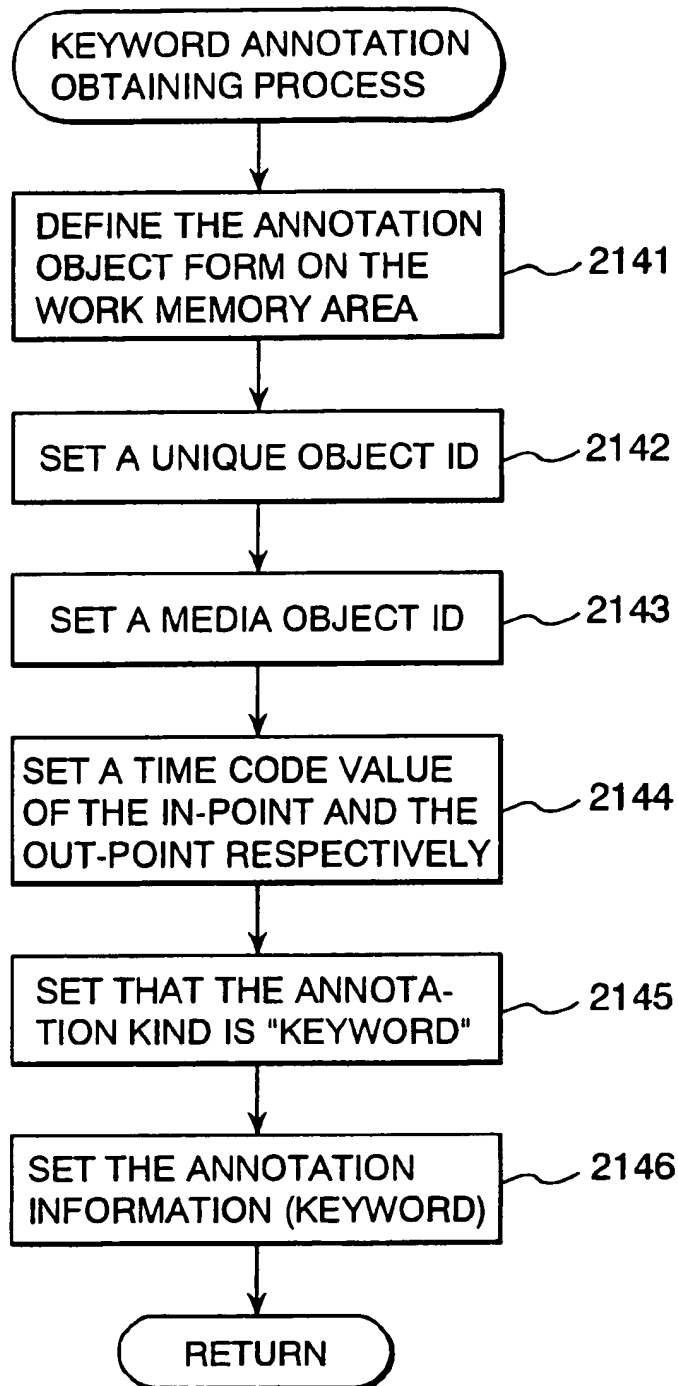 KEYWORD ANNOTATION
OBTAINING PROCESS
DEFINE THE ANNOTATION
OBJECT FORM ON THE
WORK MEMORY AREA
2141
SET A UNIQUE OBJECT ID
2142
SET A MEDIA OBJECT ID
2143
SET A TIME CODE VALUE
OF THE IN-POINT AND THE
OUT-POINT RESPECTIVELY
2144
SET THAT THE ANNOTA-
TION KIND IS "KEYWORD"
2145
SET THE ANNOTATION
INFORMATION (KEYWORD)
2146
RETURN